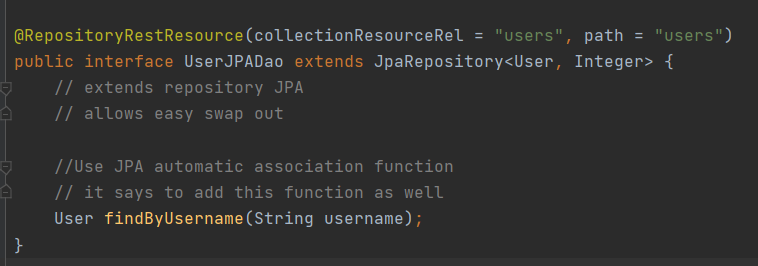 @RepositoryRestResource(collectionResourceRel = "users", path = "users")
public interface UserJPADao extends JpaRepository<User, Integer> {
// extends repository JPA
// allows easy swap out
//Use JPA automatic association function
// it says to add this function as well
User findByUsername(String username);
}